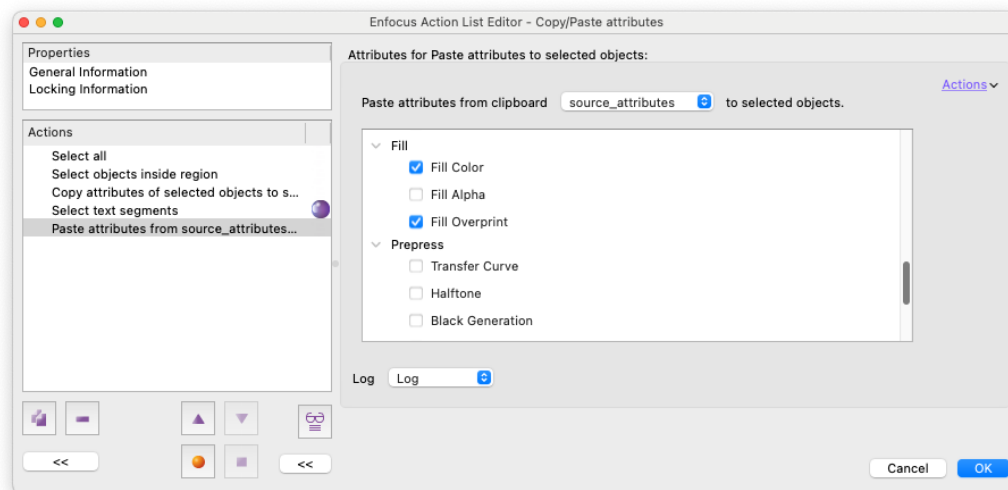 Enfocus Action List Editor - Copy/Paste attributes
Properties
General Information
Locking Information
Actions
Select all
Select objects inside region
Copy attributes of selected objects to s...
Select text segments
Paste attributes from source_attributes...
<<
<<
Attributes for Paste attributes to selected objects:
Actions
Paste attributes from clipboard source_attributes to selected objects.
Fill
Fill Color
Fill Alpha
Fill Overprint
Prepress
Transfer Curve
Halftone
Black Generation
Log Log
Cancel OK